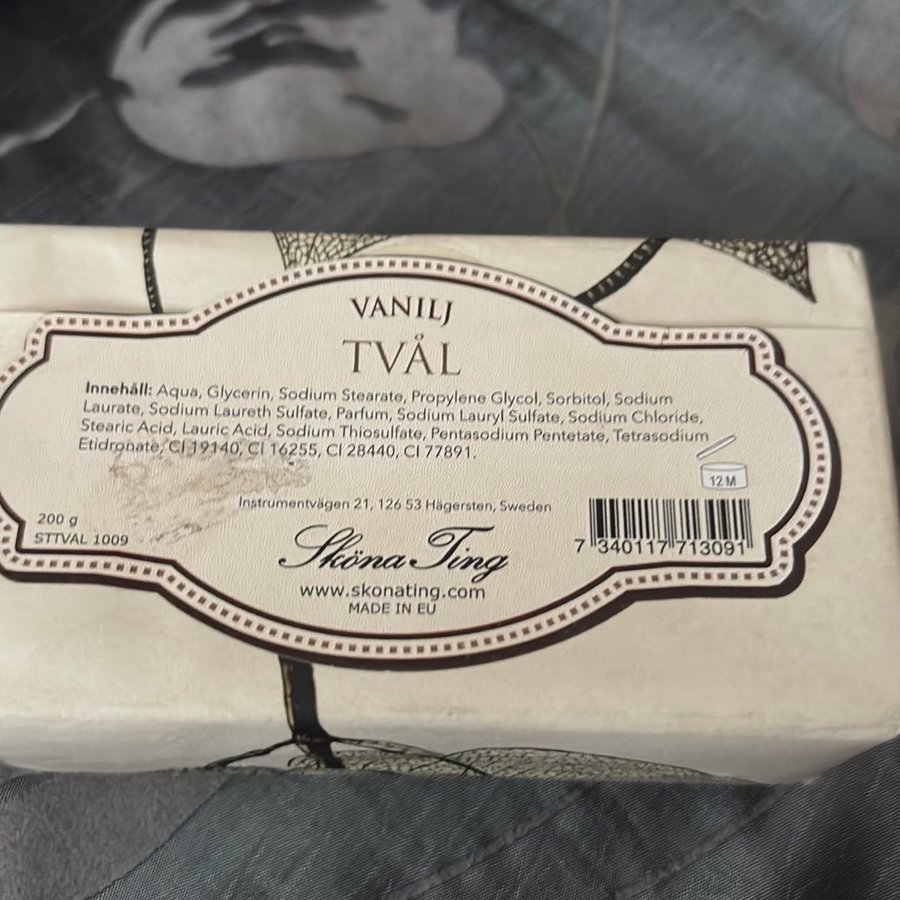 VANILJ
TVÅL
Innehåll: Aqua, Glycerin, Sodium Stearate, Propylene Glycol, Sorbitol, Sodium
Laurate, Sodium Laureth Sulfate, Parfum, Sodium Lauryl Sulfate, Sodium Chloride,
Stearic Acid, Lauric Acid, Sodium Thiosulfate, Pentasodium Pentetate, Tetrasodium
Etidronate, CI 19140, CI 16255, CI 28440, CI 77891.
12 M
Instrumentvägen 21, 126 53 Hägersten, Sweden
200 g
STTVAL 1009
Sköna Ting
7 340117 713091
www.skonating.com
MADE IN EU